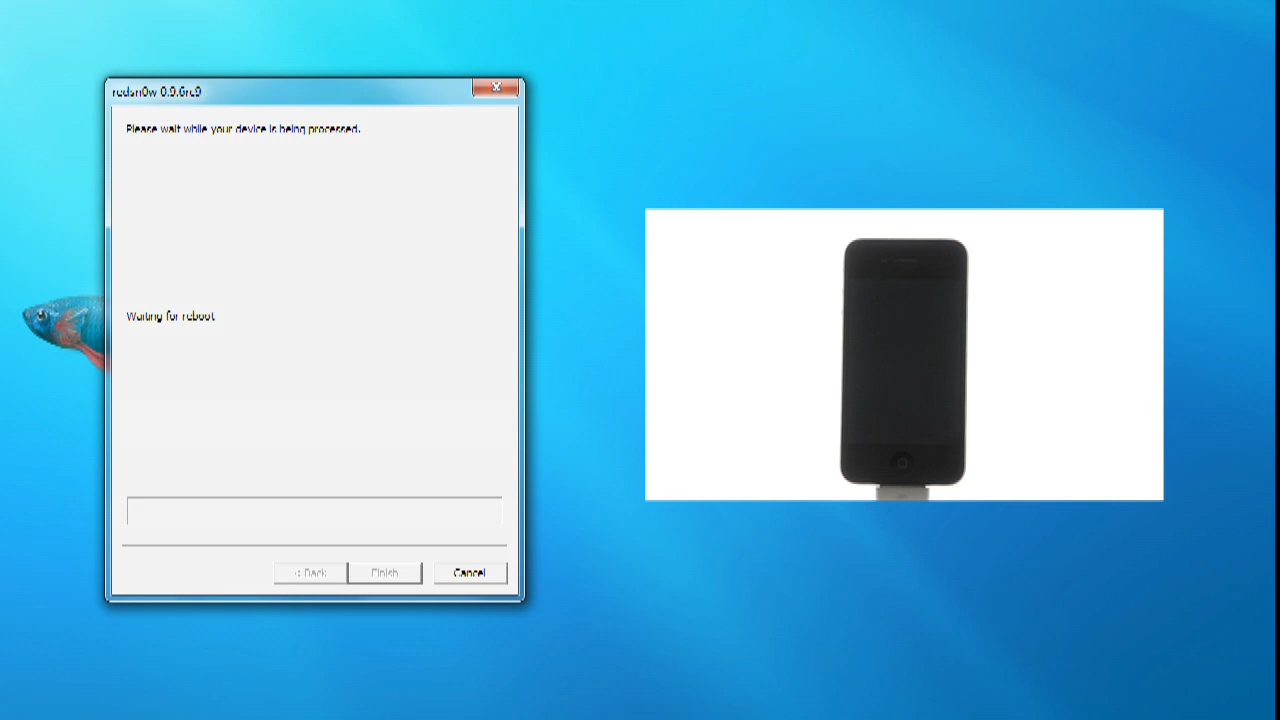 redsn0w 0.9.6rc9
Please wait while your device is being processed.
Waiting for reboot
< Back
Finish
Cancel